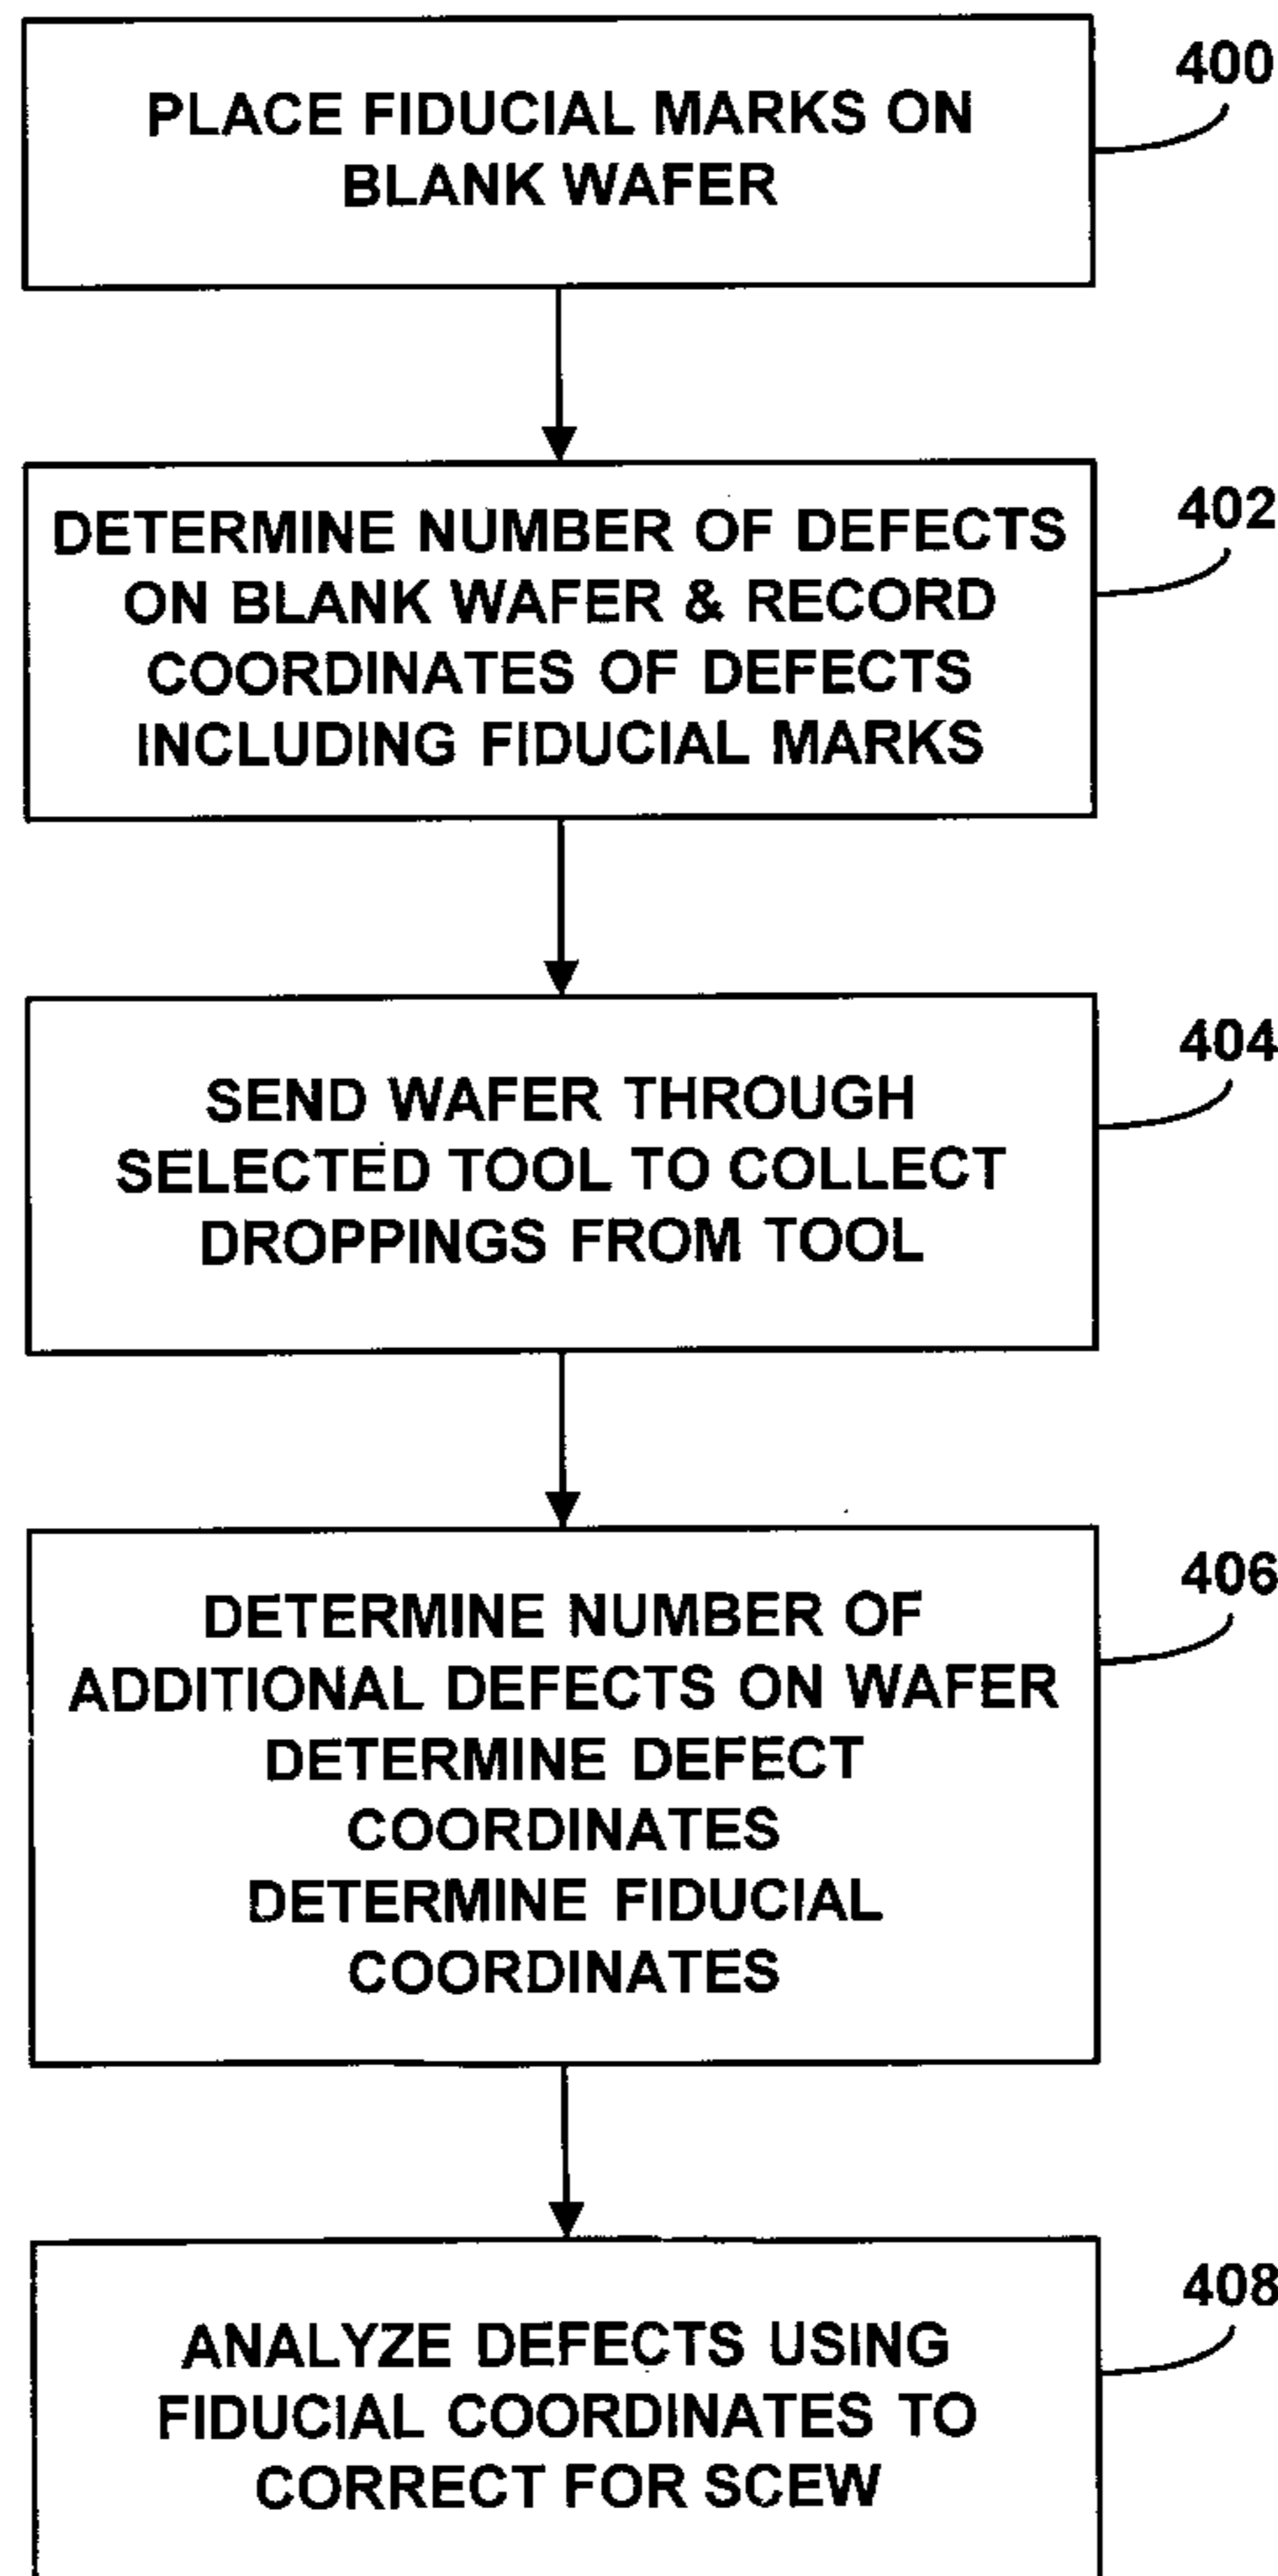 PLACE FIDUCIAL MARKS ON
BLANK WAFER
400
DETERMINE NUMBER OF DEFECTS
ON BLANK WAFER & RECORD
COORDINATES OF DEFECTS
INCLUDING FIDUCIAL MARKS
402
SEND WAFER THROUGH
SELECTED TOOL TO COLLECT
DROPPINGS FROM TOOL
404
DETERMINE NUMBER OF
ADDITIONAL DEFECTS ON WAFER
DETERMINE DEFECT
COORDINATES
DETERMINE FIDUCIAL
COORDINATES
406
ANALYZE DEFECTS USING
FIDUCIAL COORDINATES TO
CORRECT FOR SCEW
408